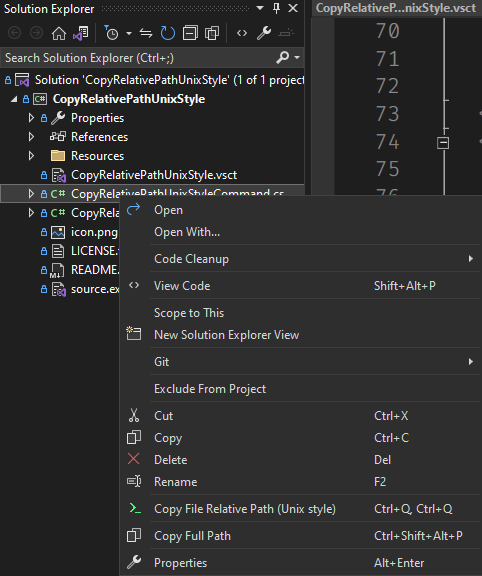 Solution Explorer
CopyRelativeP...nixStyle.vsct
Search Solution Explorer (Ctrl+;)
Solution 'CopyRelativePathUnixStyle' (1 of 1 project
C# CopyRelativePathUnixStyle
Properties
References
Resources
CopyRelativePathUnixStyle.vsct
C# CopyRelativePathUnixStyleCommand.cs
C# CopyRela
icon.png
LICENSE.
M↓ README.
source.ex
70
71
72
73
74
75
76
Open
Open With...
Code Cleanup
View Code Shift+Alt+P
Scope to This
New Solution Explorer View
Git
Exclude From Project
Cut Ctrl+X
Copy Ctrl+C
Delete Del
Rename F2
Copy File Relative Path (Unix style) Ctrl+Q, Ctrl+Q
Copy Full Path Ctrl+Shift+Alt+P
Properties Alt+Enter